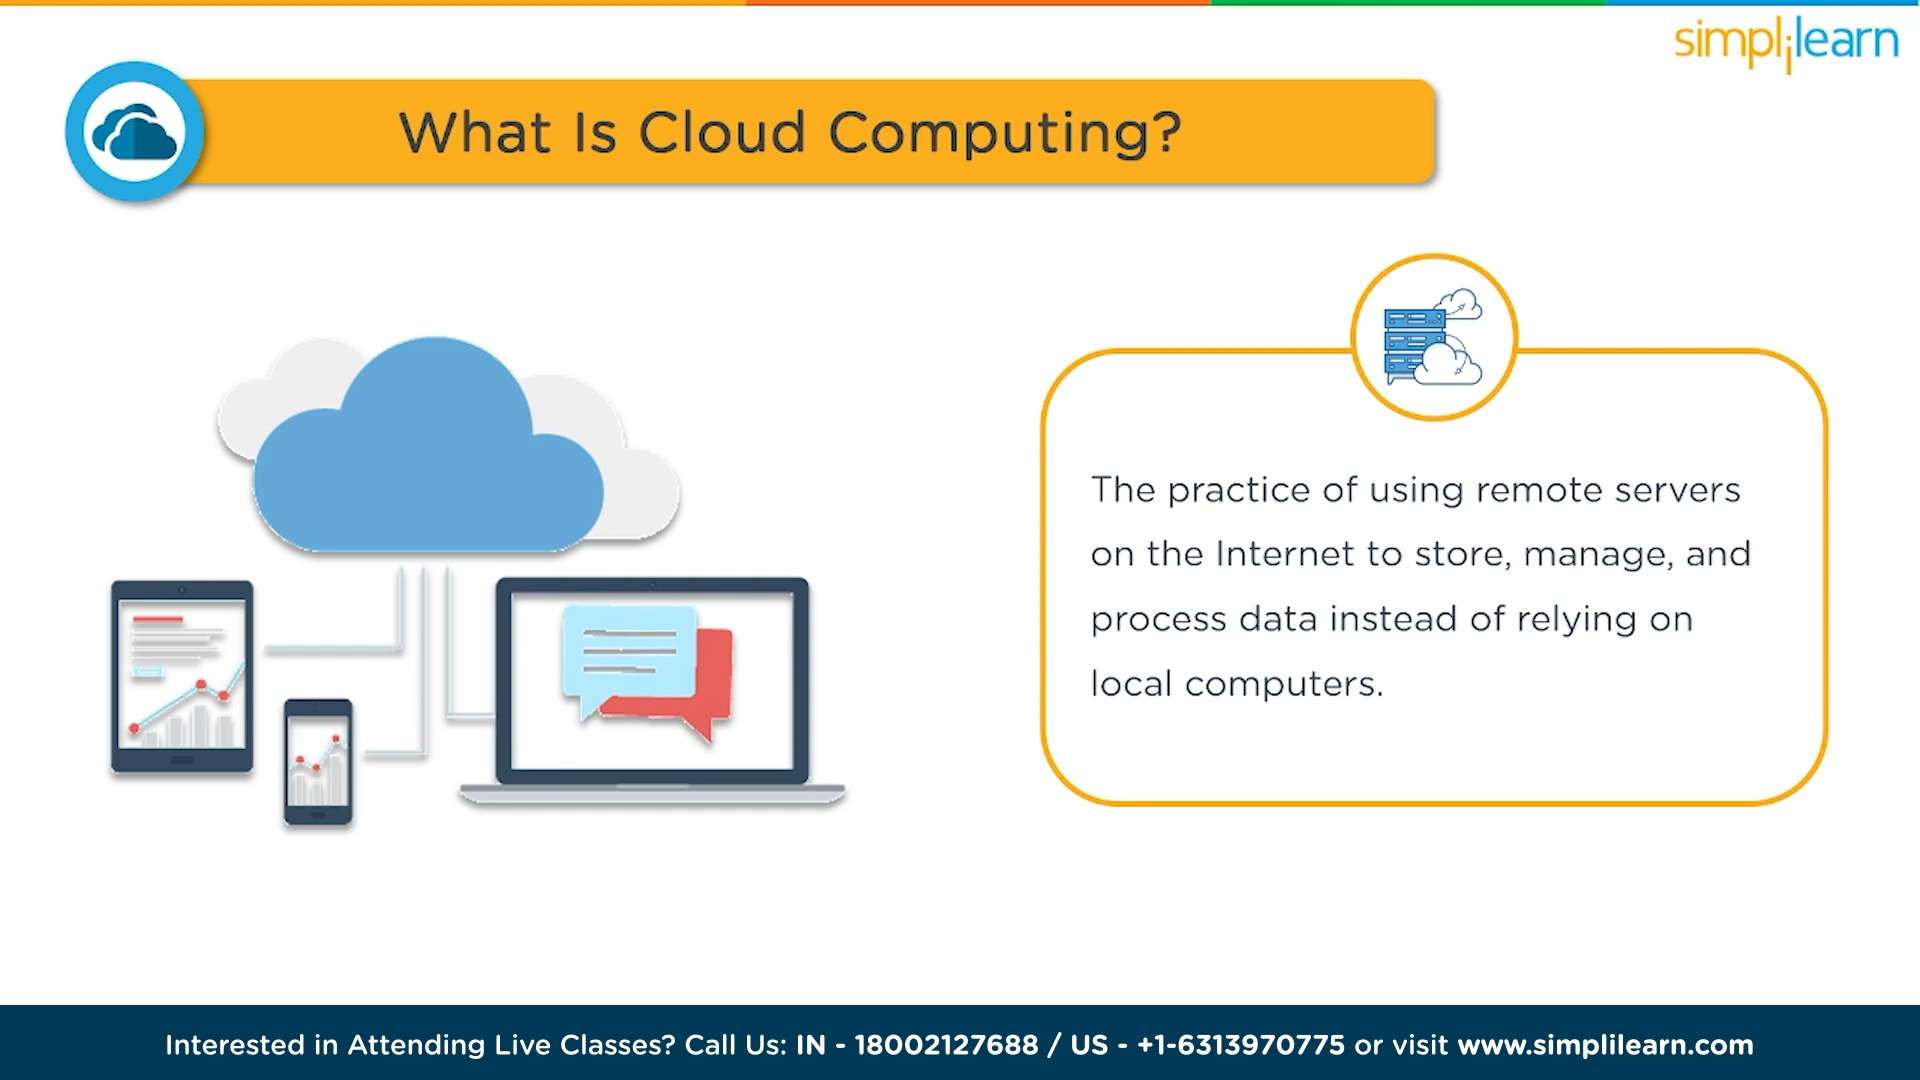 simplilearn
What Is Cloud Computing?
The practice of using remote servers
on the Internet to store, manage, and
process data instead of relying on
local computers.
Interested in Attending Live Classes? Call Us: IN - 18002127688 / US - +1-6313970775 or visit www.simplilearn.com